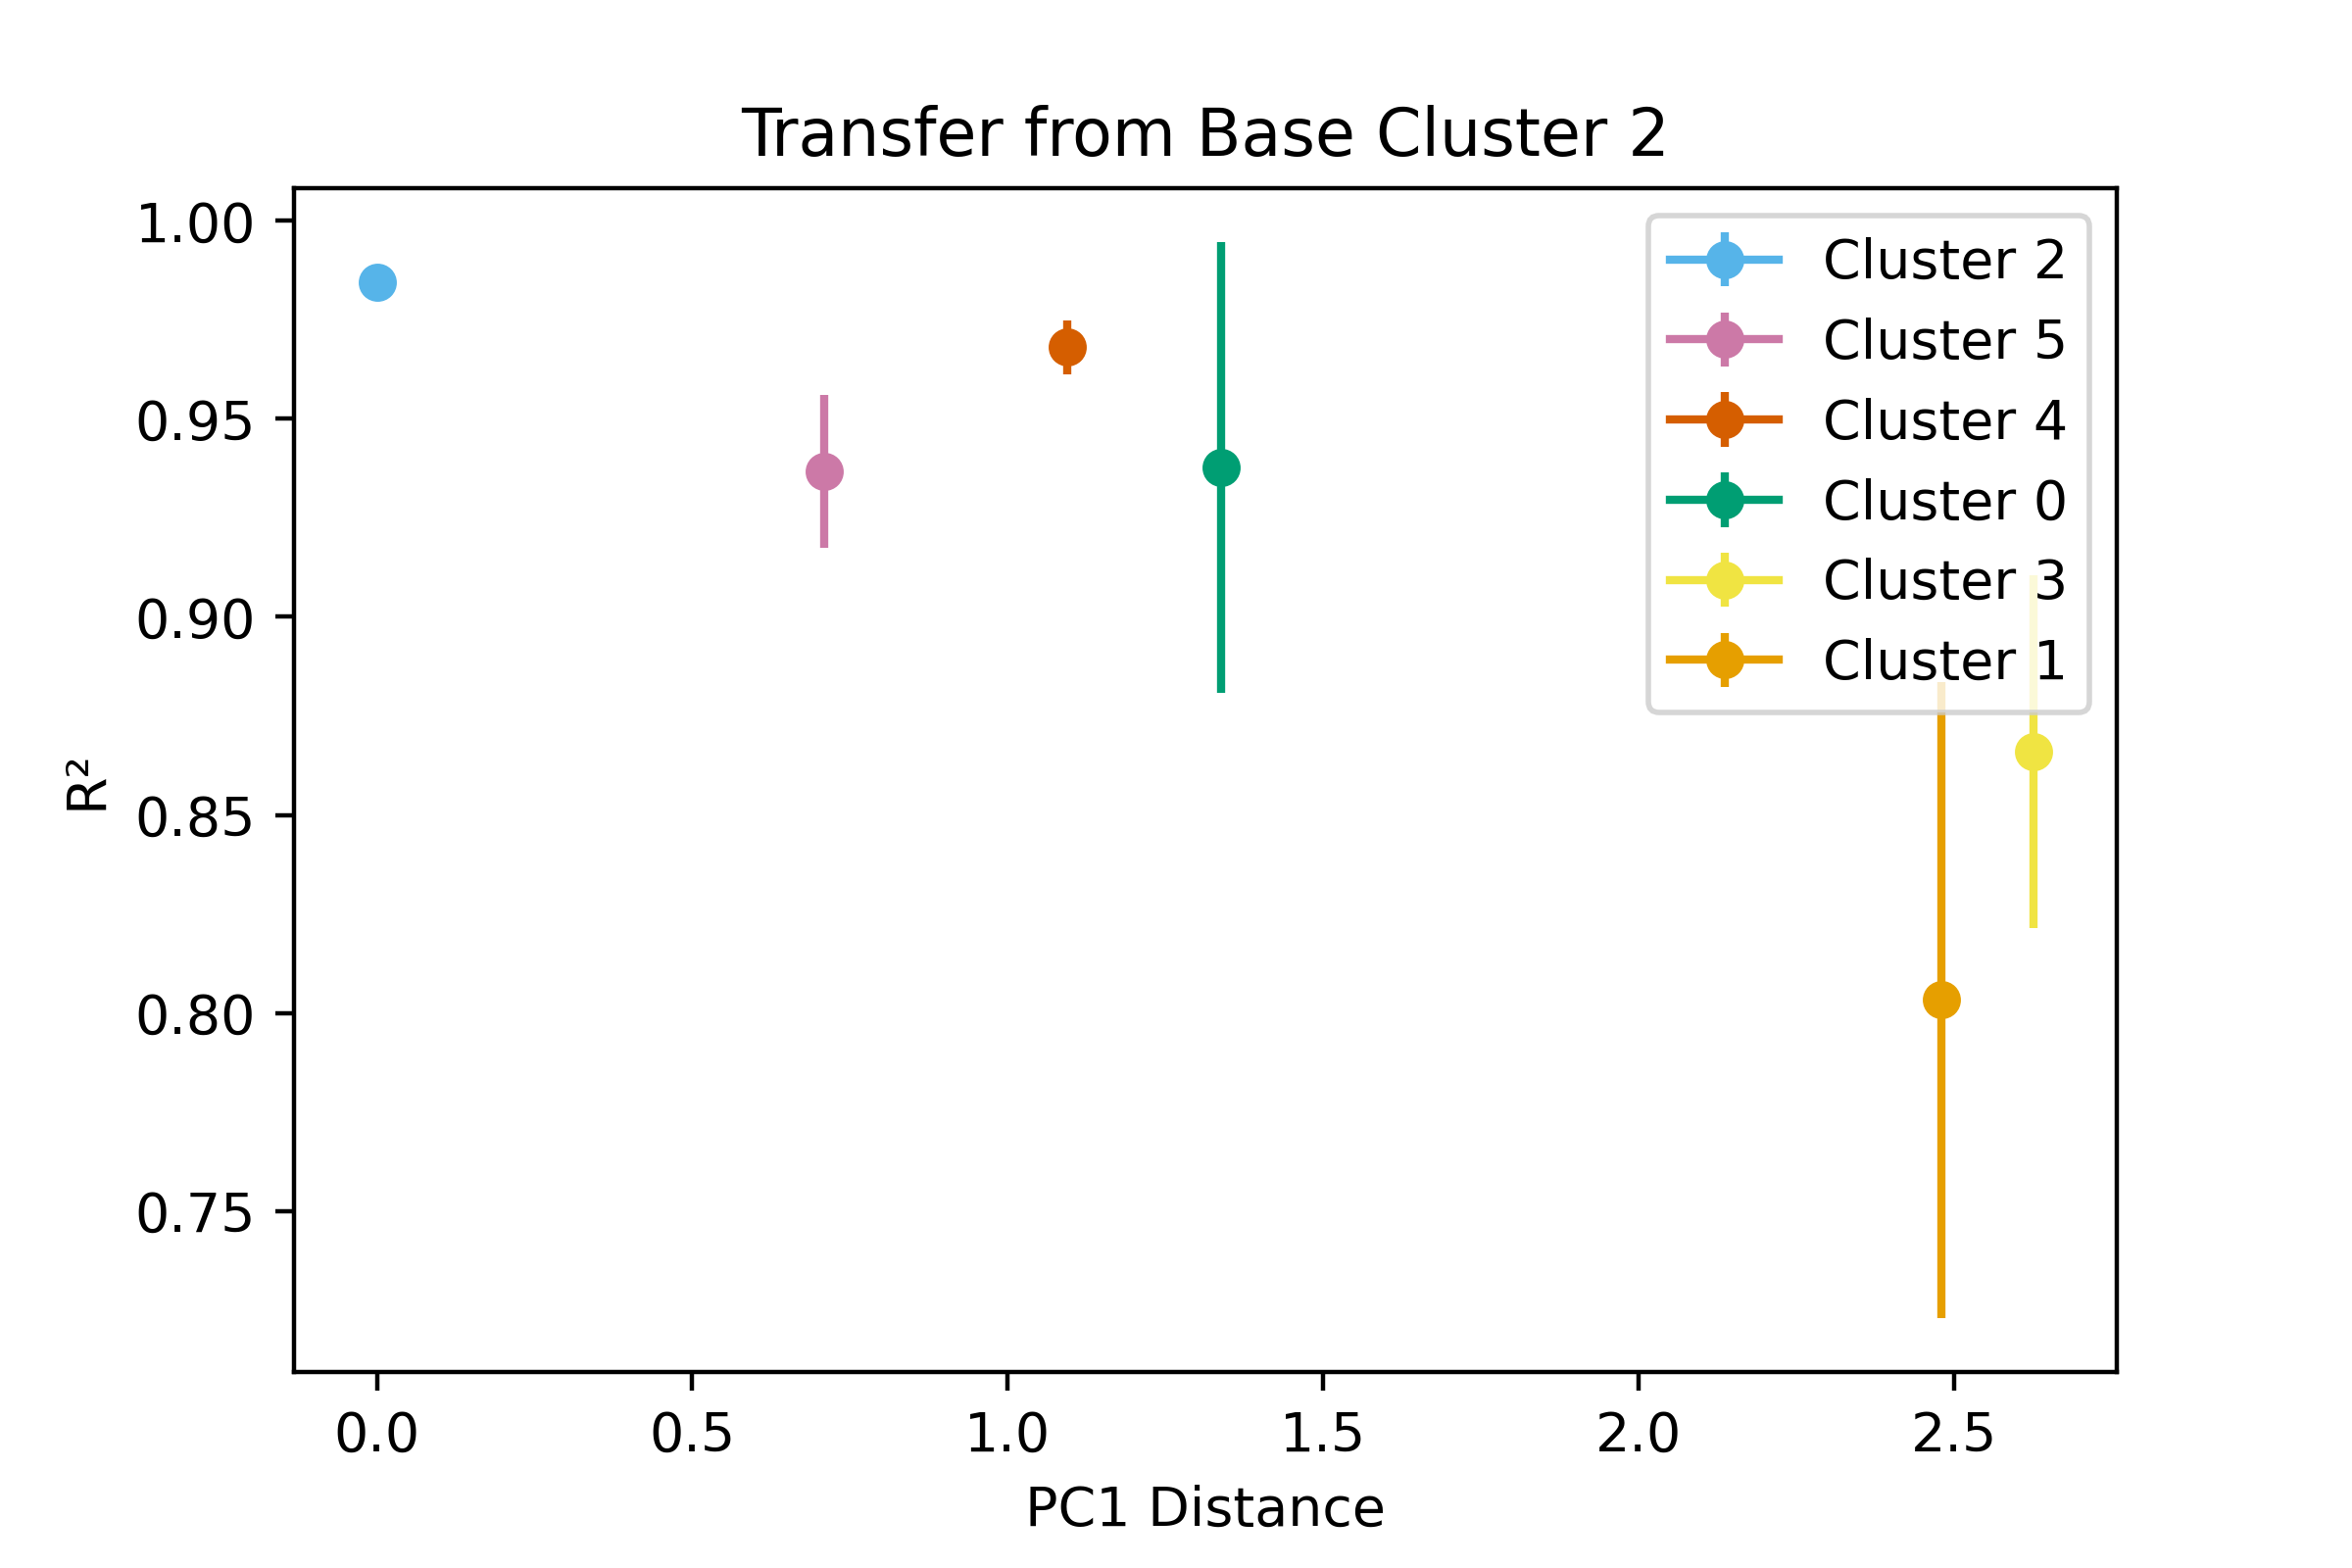 Transfer from Base Cluster 2
1.00
0.95
0.90
0.85
0.80
0.75
R²
Cluster 2
Cluster 5
Cluster 4
Cluster 0
Cluster 3
Cluster 1
0.0 0.5 1.0 1.5 2.0 2.5
PC1 Distance